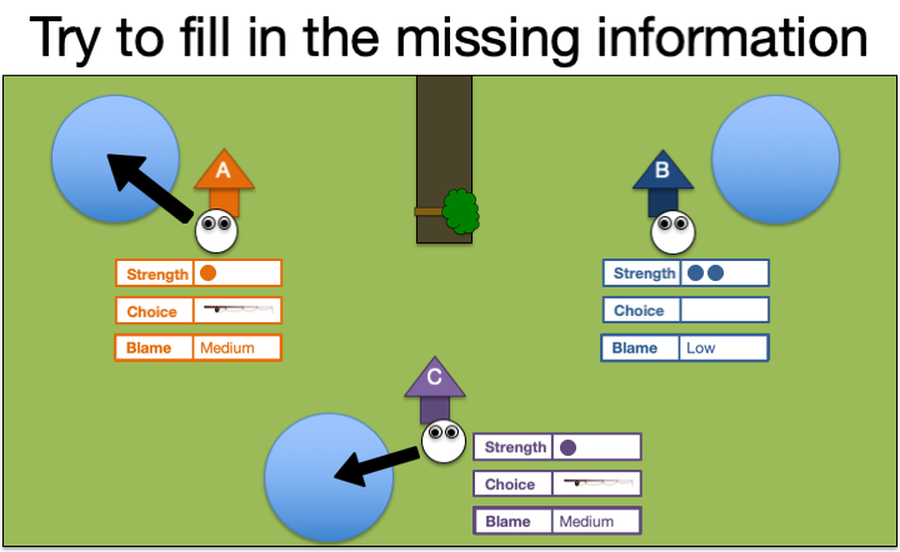 Try to fill in the missing information
A
B
Strength
Choice
Blame Medium
Strength
Choice
Blame Low
C
Strength
Choice
Blame Medium